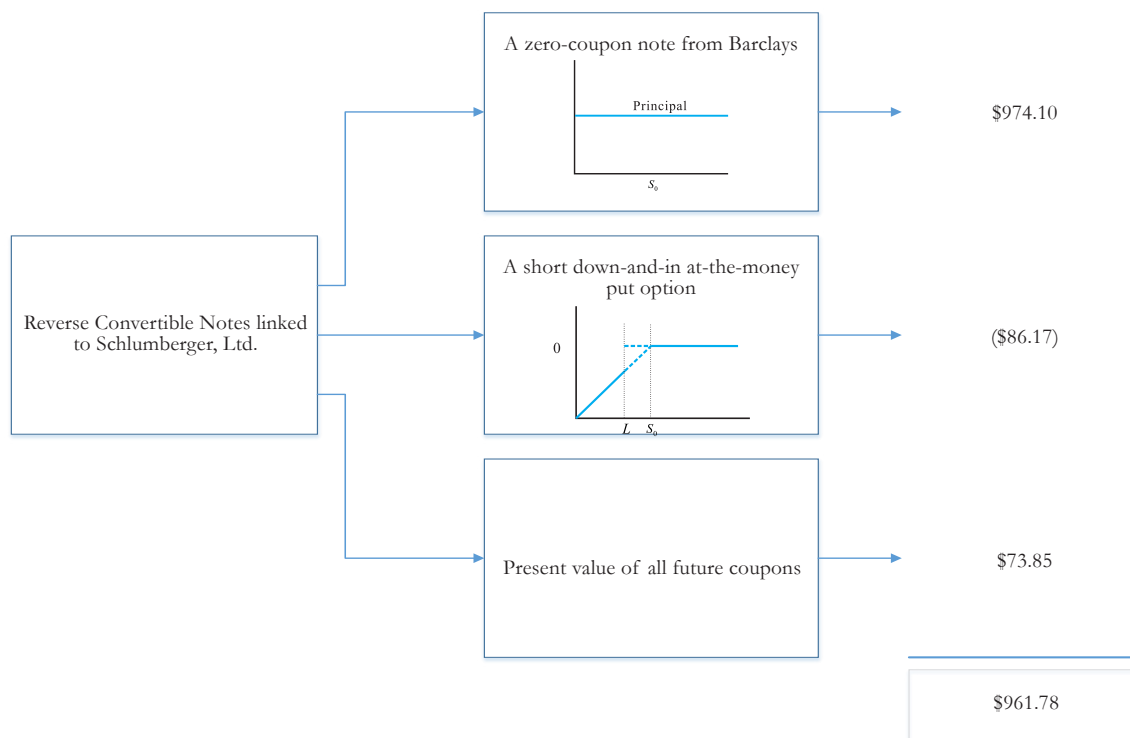 A zero-coupon note from Barclays
Principal
S₀
$974.10
Reverse Convertible Notes linked
to Schlumberger, Ltd.
A short down-and-in at-the-money
put option
0
L S₀
($86.17)
Present value of all future coupons
$73.85
$961.78